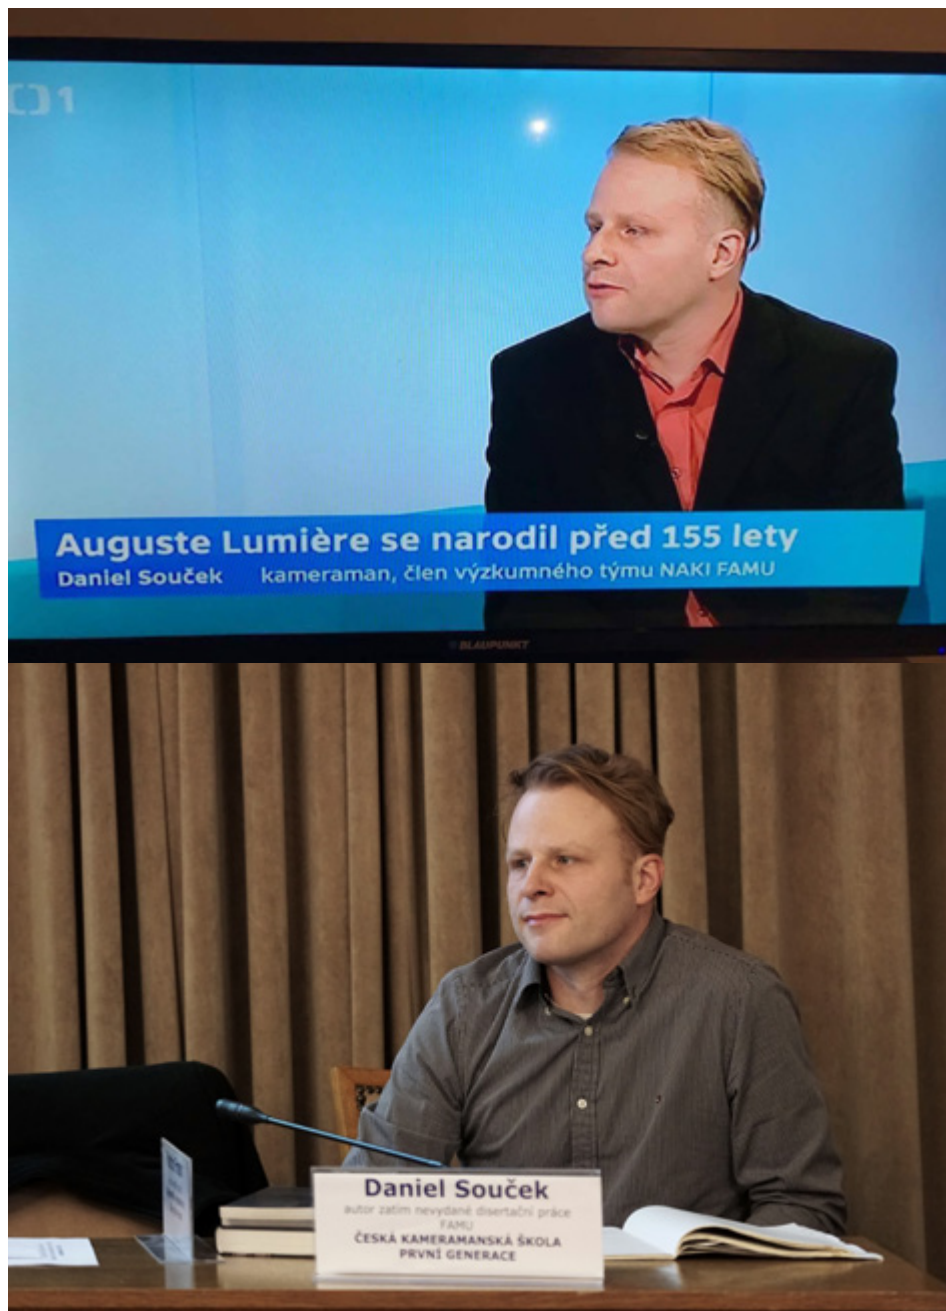 1
Auguste Lumière se narodil před 155 lety
Daniel Souček kameraman, člen výzkumného týmu NAKI FAMU
BLAUPUNKT
Daniel Souček
autor zatím nevydané disertační práce
FAMU
ČESKÁ KAMERAMANSKÁ ŠKOLA
PRVNÍ GENERACE